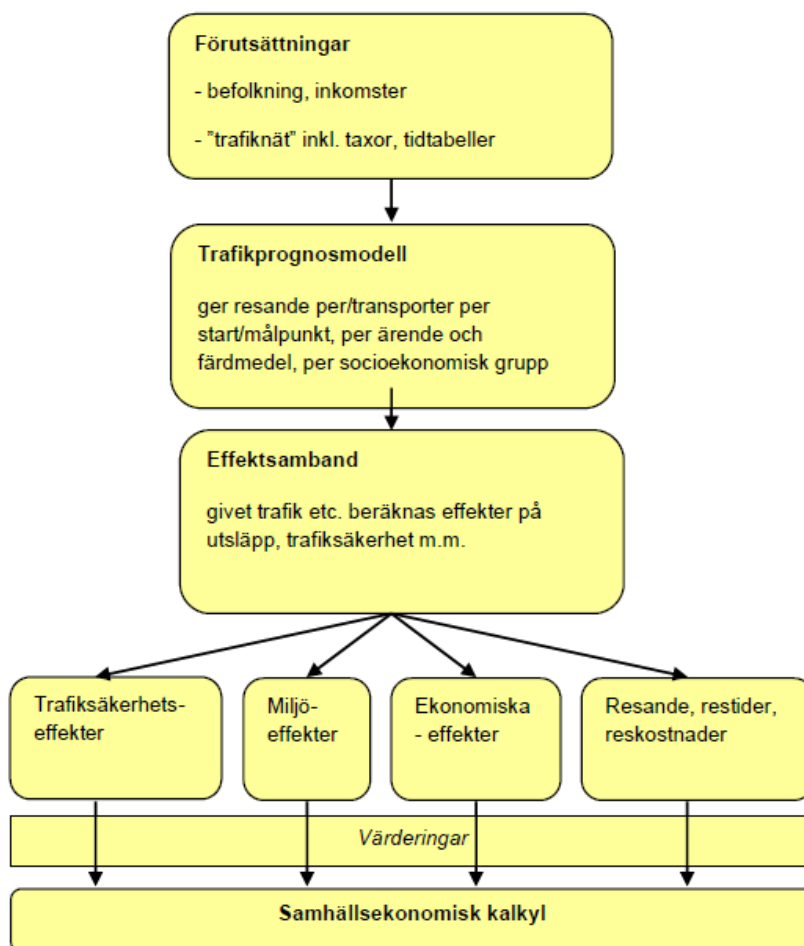 Förutsättningar
- befolkning, inkomster
- ”trafiknät” inkl. taxor, tidtabeller
Trafikprognosmodell
ger resande per/transporter per
start/målpunkt, per ärende och
färdmedel, per socioekonomisk grupp
Effektsamband
givet trafik etc. beräknas effekter på
utsläpp, trafiksäkerhet m.m.
Trafiksäkerhets-
effekter
Miljö-
effekter
Ekonomiska
- effekter
Resande, restider,
reskostnader
Värderingar
Samhällsekonomisk kalkyl